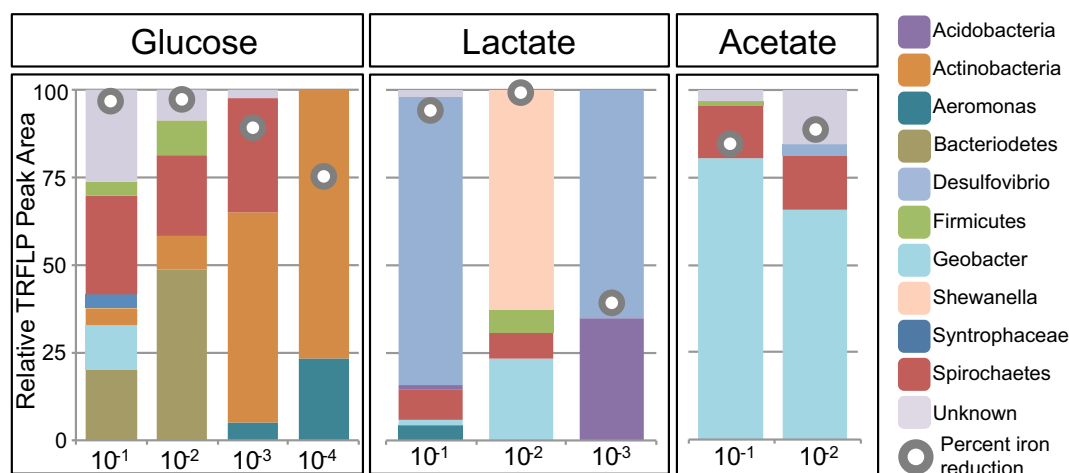 Glucose
Lactate
Acetate
Relative TRFLP Peak Area
100
75
50
25
0
10-1
10-2
10-3
10-4
10-1
10-2
10-3
10-1
10-2
Acidobacteria
Actinobacteria
Aeromonas
Bacteriodetes
Desulfovibrio
Firmicutes
Geobacter
Shewanella
Syntrophaceae
Spirochaetes
Unknown
Percent iron
reduction